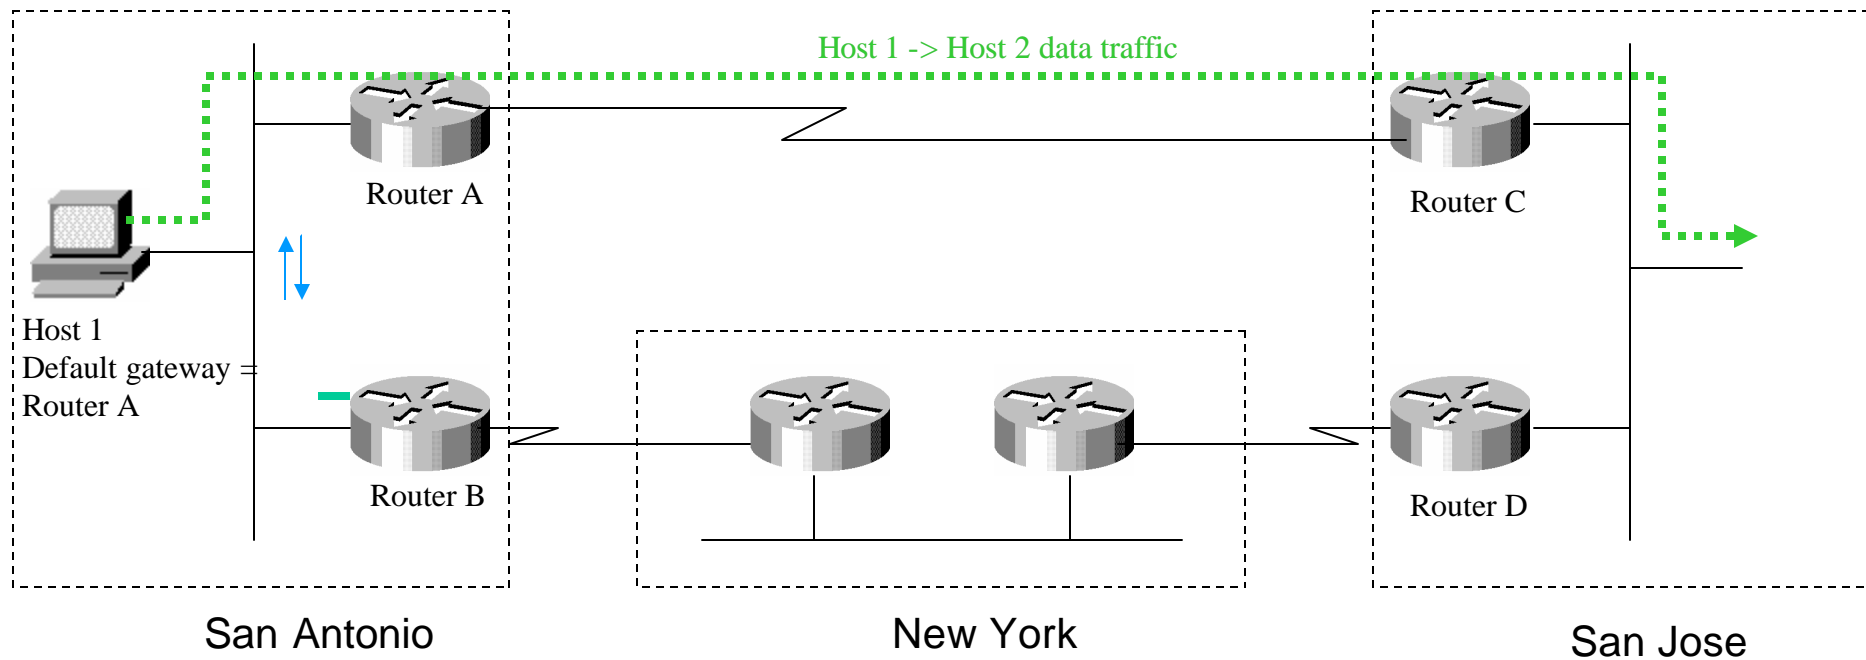 Host 1 -> Host 2 data traffic
Router A
Router C
Host 1
Default gateway =
Router A
Router B
Router D
San Antonio
New York
San Jose